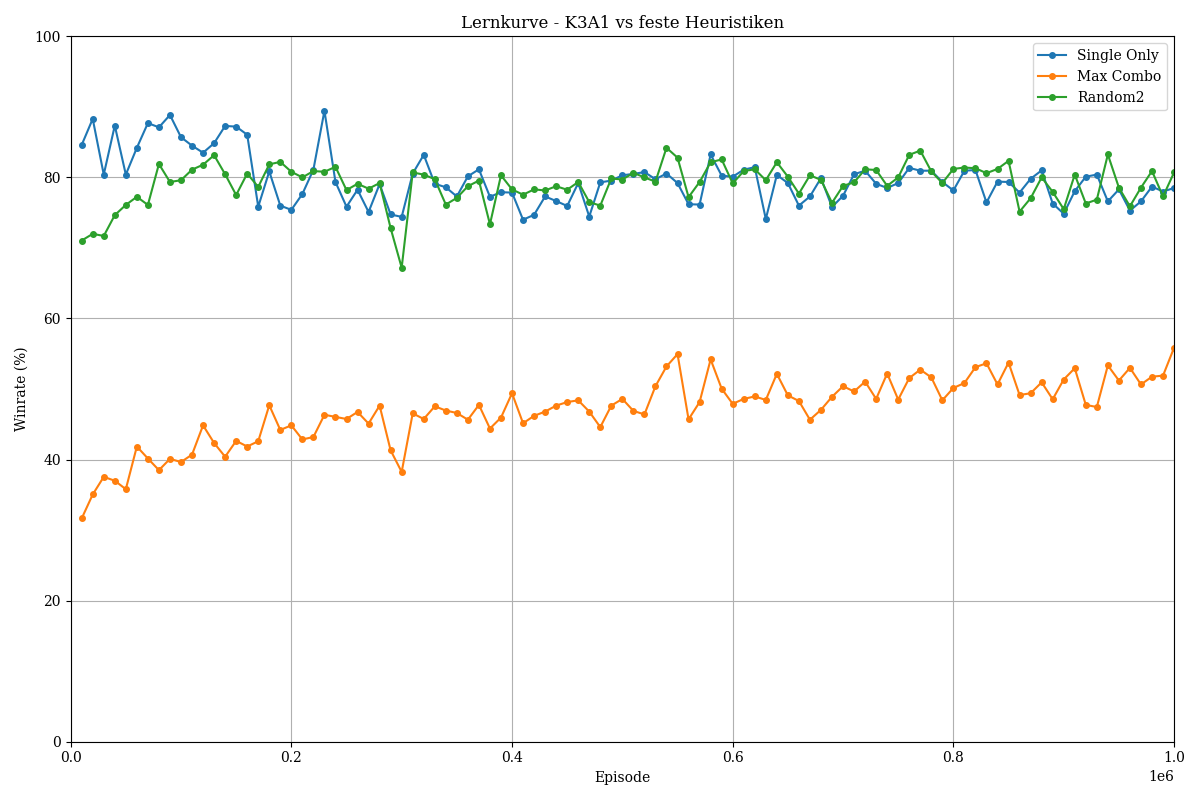 Lernkurve - K3A1 vs feste Heuristiken
Single Only
Max Combo
Random2
Winrate (%)
100
80
60
40
20
0
0.0
0.2
0.4
0.6
0.8
1.0
1e6
Episode